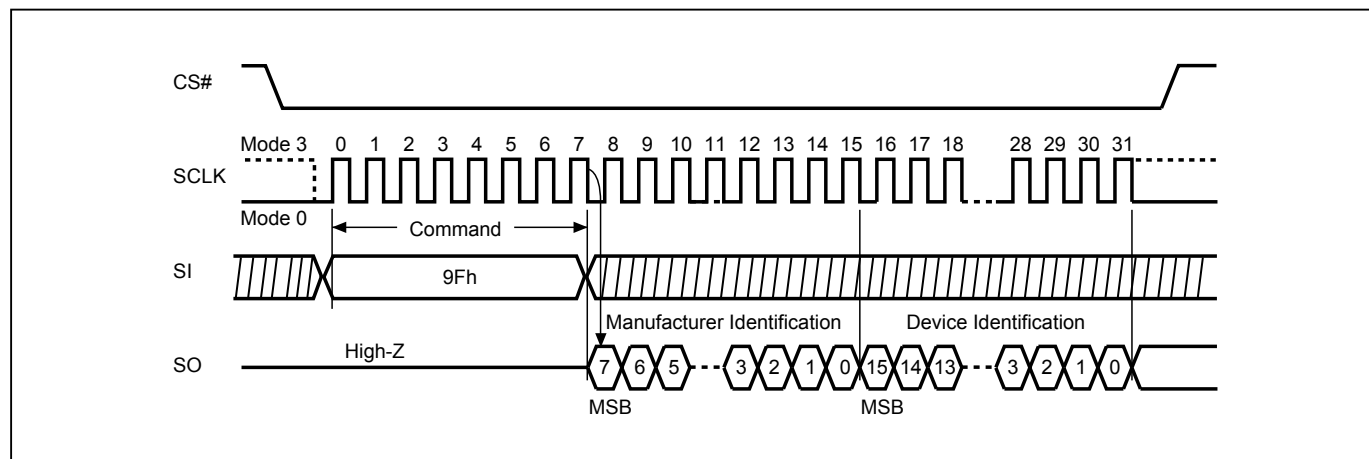 CS#
Mode 3 0 1 2 3 4 5 6 7 8 9 10 11 12 13 14 15 16 17 18 28 29 30 31
SCLK
Mode 0
Command
SI
9Fh
Manufacturer Identification Device Identification
High-Z
SO
7 6 5 3 2 1 0 15 14 13 3 2 1 0
MSB MSB